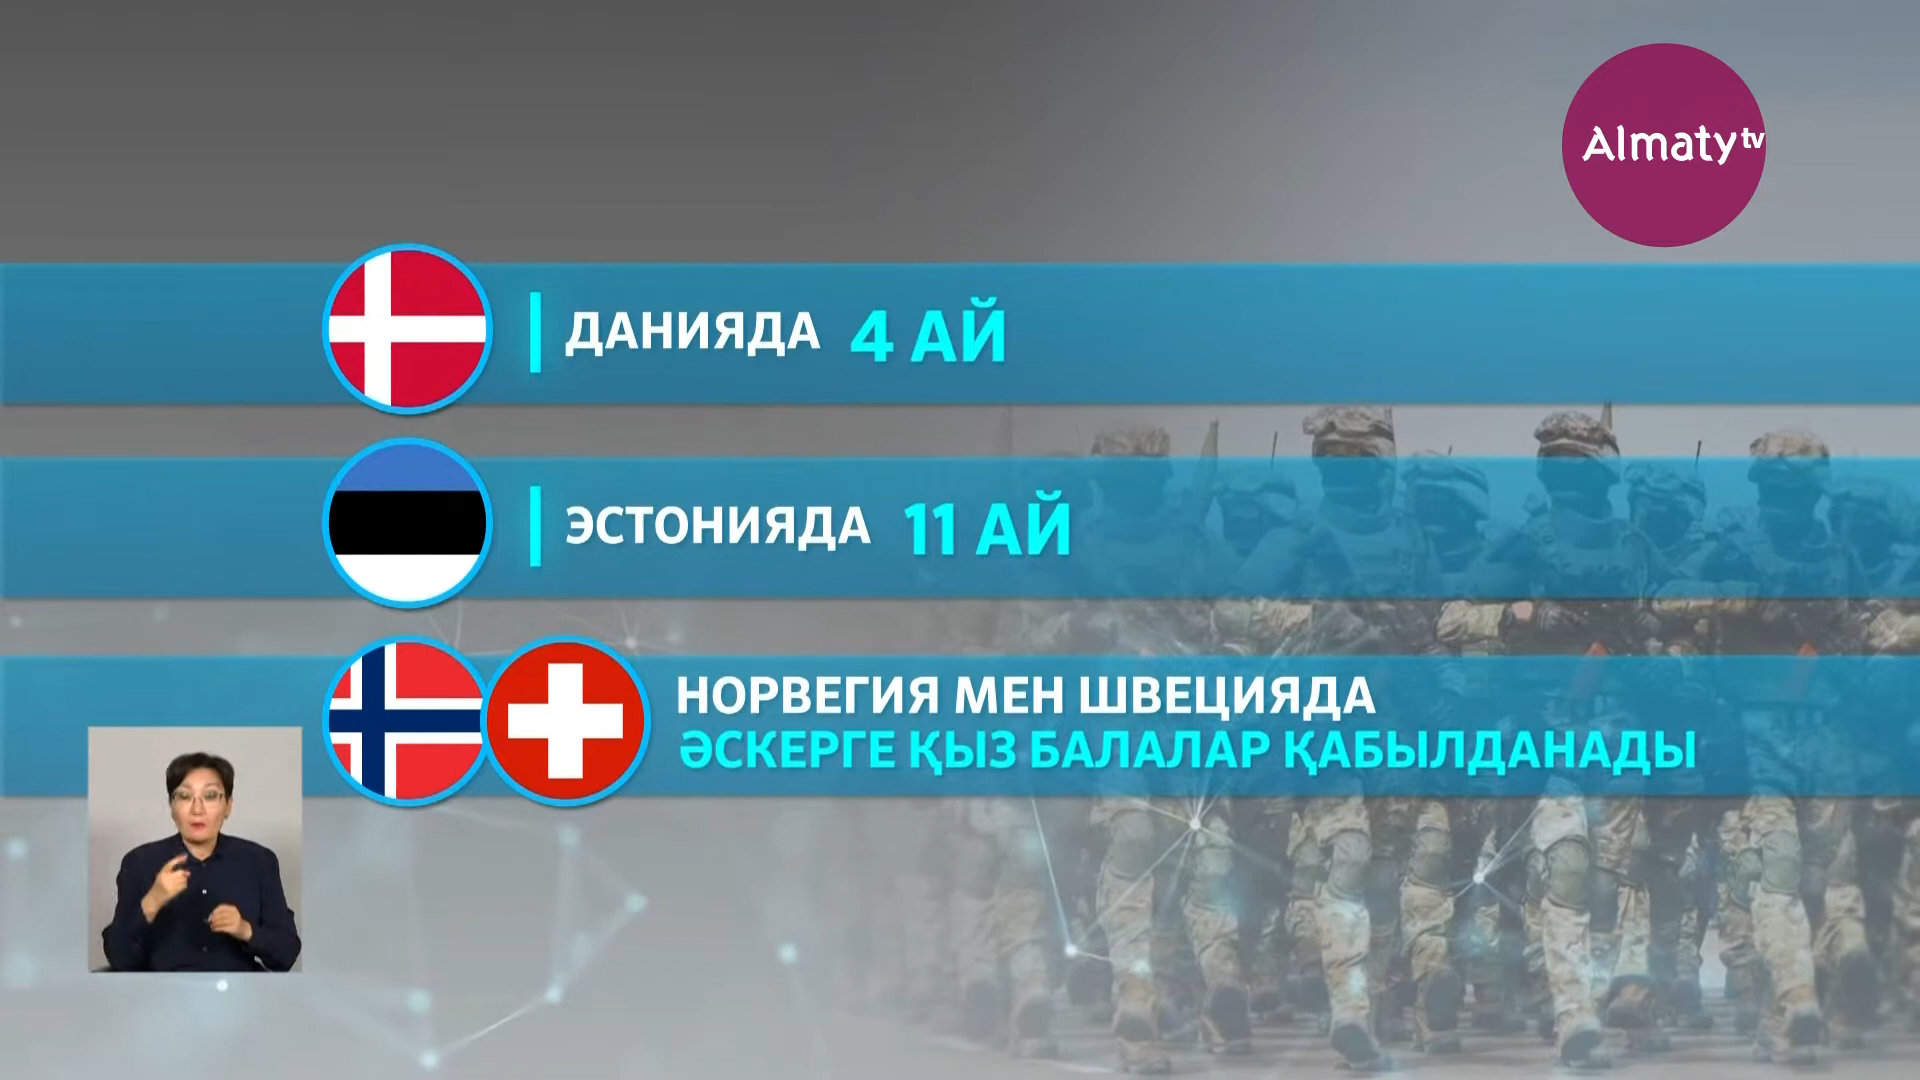 Almaty tv
ДАНИЯДА 4 АЙ
ЭСТОНИЯДА 11 АЙ
НОРВЕГИЯ МЕН ШВЕЦИЯДА
ӘСКЕРГЕ ҚЫЗ БАЛАЛАР ҚАБЫЛДАНАДЫ